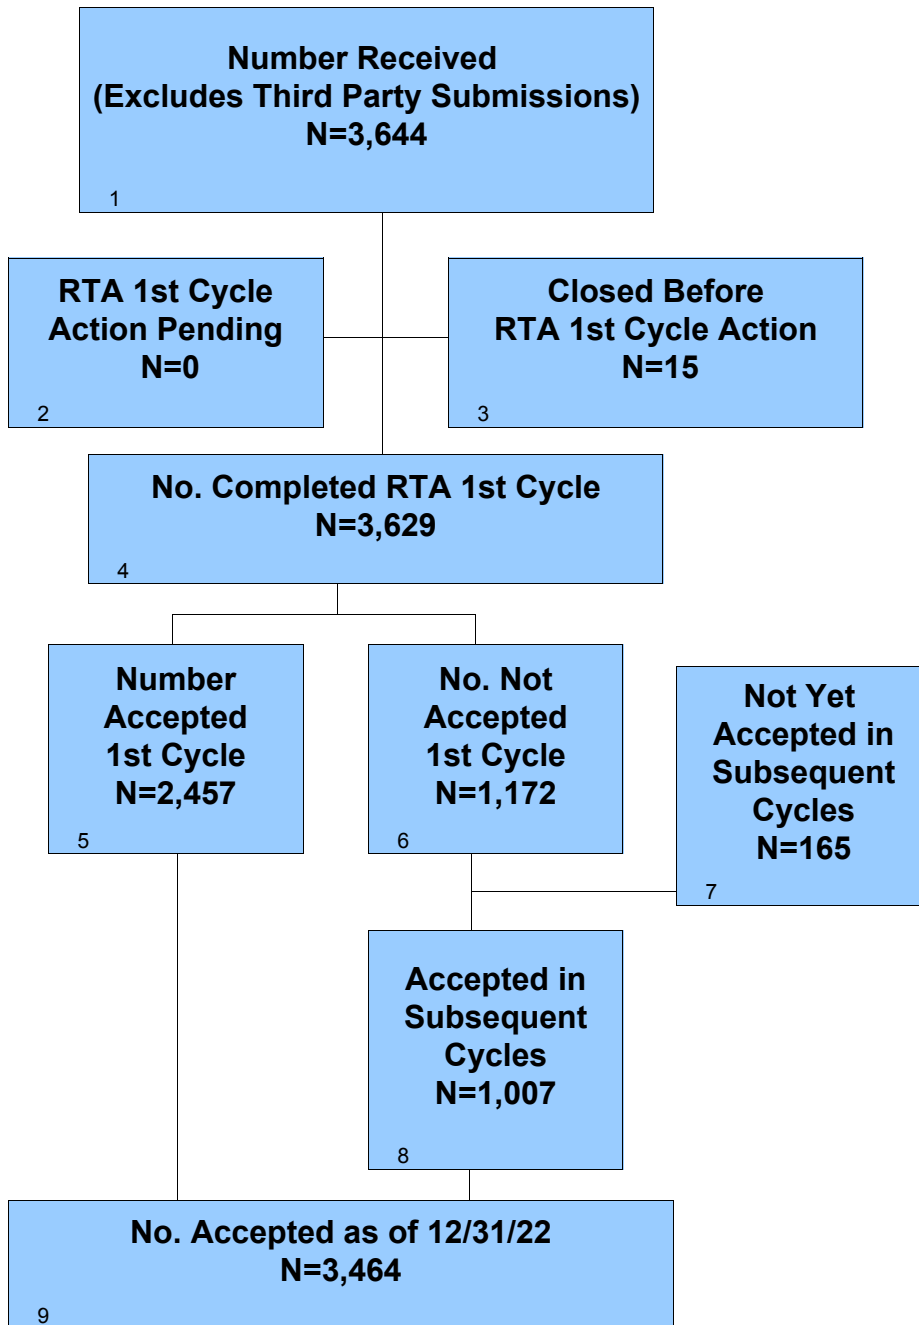 Number Received
(Excludes Third Party Submissions)
N=3,644
1
RTA 1st Cycle
Action Pending
N=0
2
Closed Before
RTA 1st Cycle Action
N=15
3
No. Completed RTA 1st Cycle
N=3,629
4
Number
Accepted
1st Cycle
N=2,457
5
No. Not
Accepted
1st Cycle
N=1,172
6
Not Yet
Accepted in
Subsequent
Cycles
N=165
7
Accepted in
Subsequent
Cycles
N=1,007
8
No. Accepted as of 12/31/22
N=3,464
9